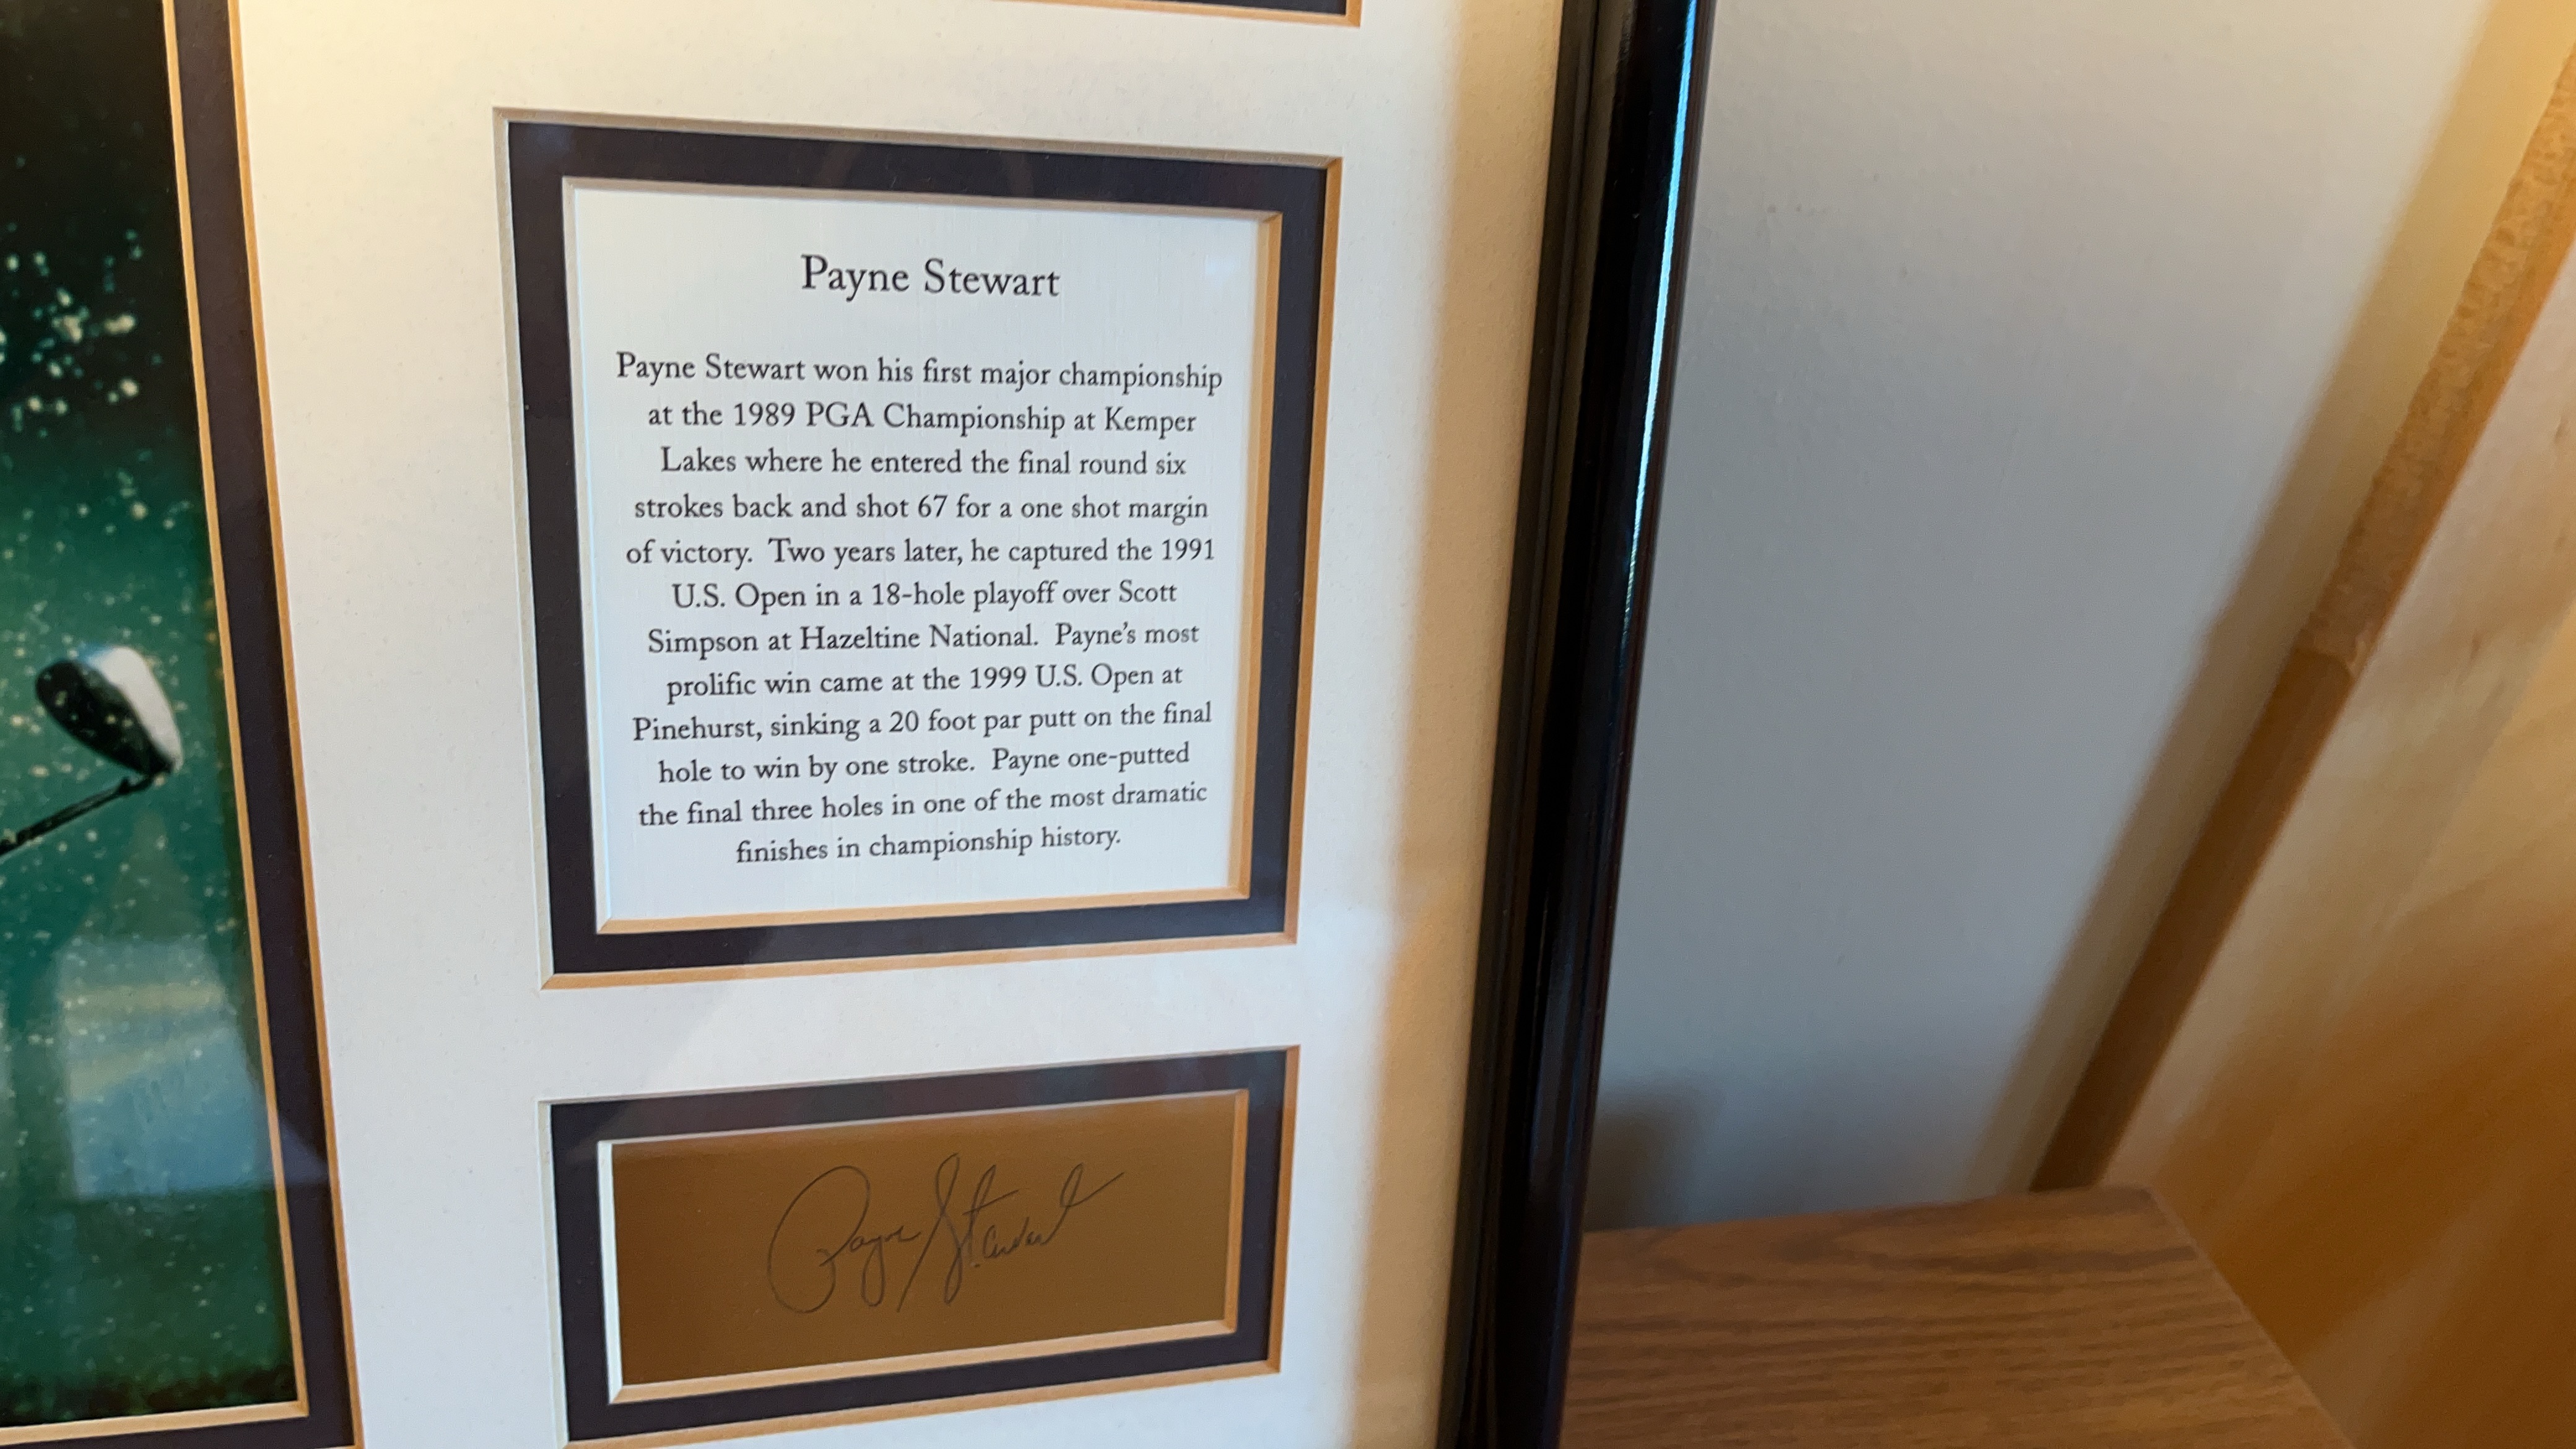 Payne Stewart
Payne Stewart won his first major championship
at the 1989 PGA Championship at Kemper
Lakes where he entered the final round six
strokes back and shot 67 for a one shot margin
of victory. Two years later, he captured the 1991
U.S. Open in a 18-hole playoff over Scott
Simpson at Hazeltine National. Payne's most
prolific win came at the 1999 U.S. Open at
Pinehurst, sinking a 20 foot par putt on the final
hole to win by one stroke. Payne one-putted
the final three holes in one of the most dramatic
finishes in championship history.
Payne Stewart